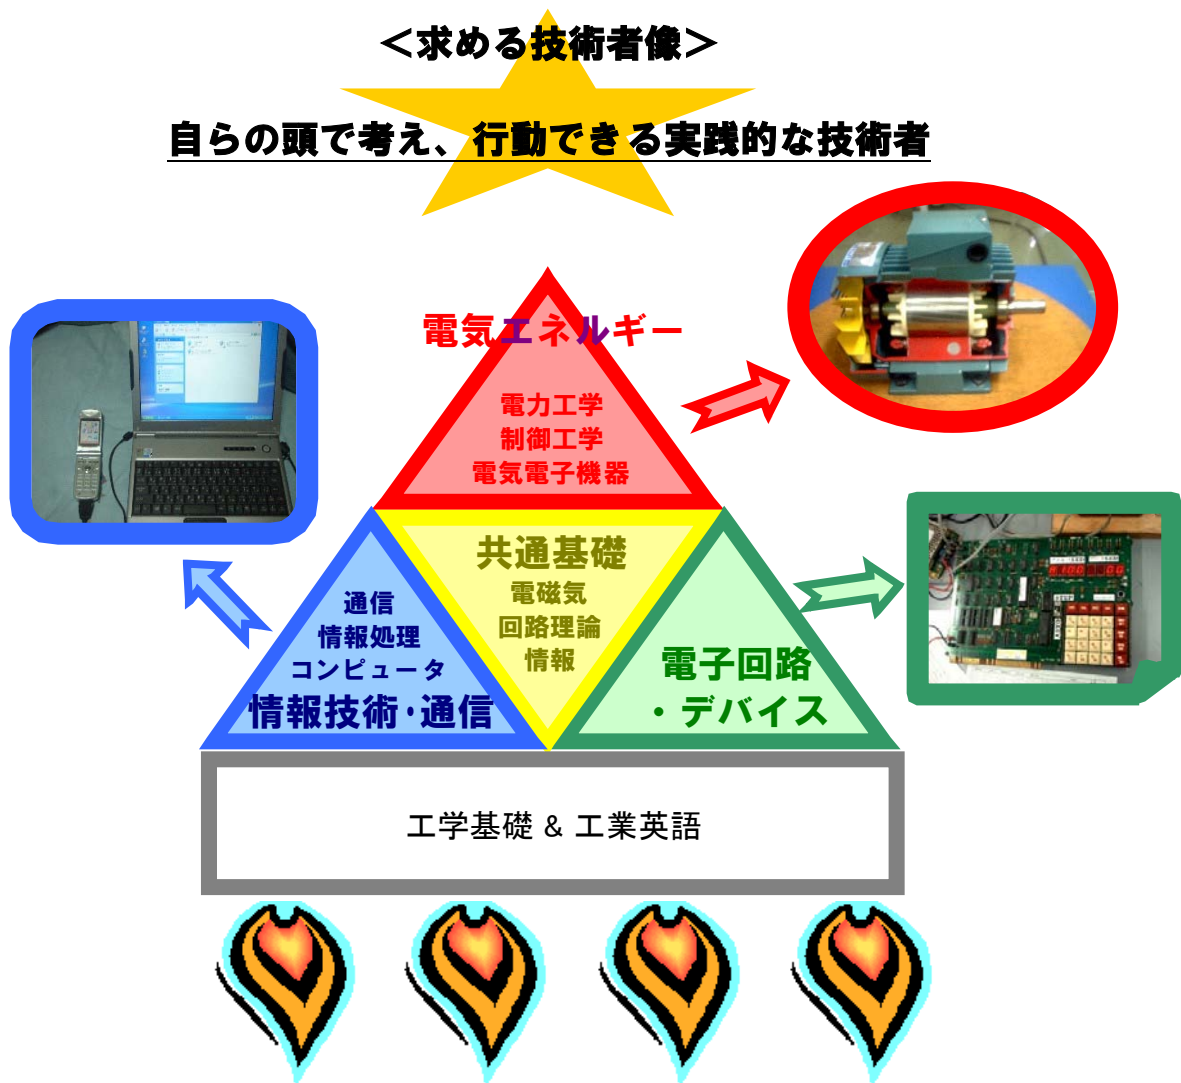 ＜求める技術者像＞
自らの頭で考え、行動できる実践的な技術者
電気エネルギー
電力工学
制御工学
電気電子機器
共通基礎
電磁気
回路理論
情報
通信
情報処理
コンピュータ
情報技術・通信
電子回路
・デバイス
工学基礎 & 工業英語